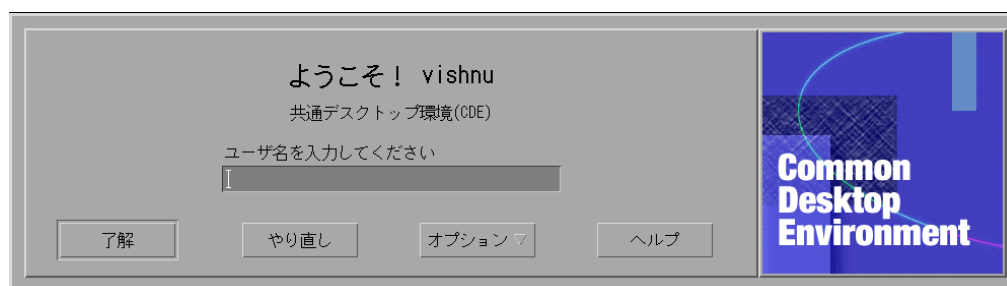 ようこそ! vishnu
共通デスクトップ環境(CDE)
ユーザ名を入力してください
了解 やり直し オプション ヘルプ
Common
Desktop
Environment